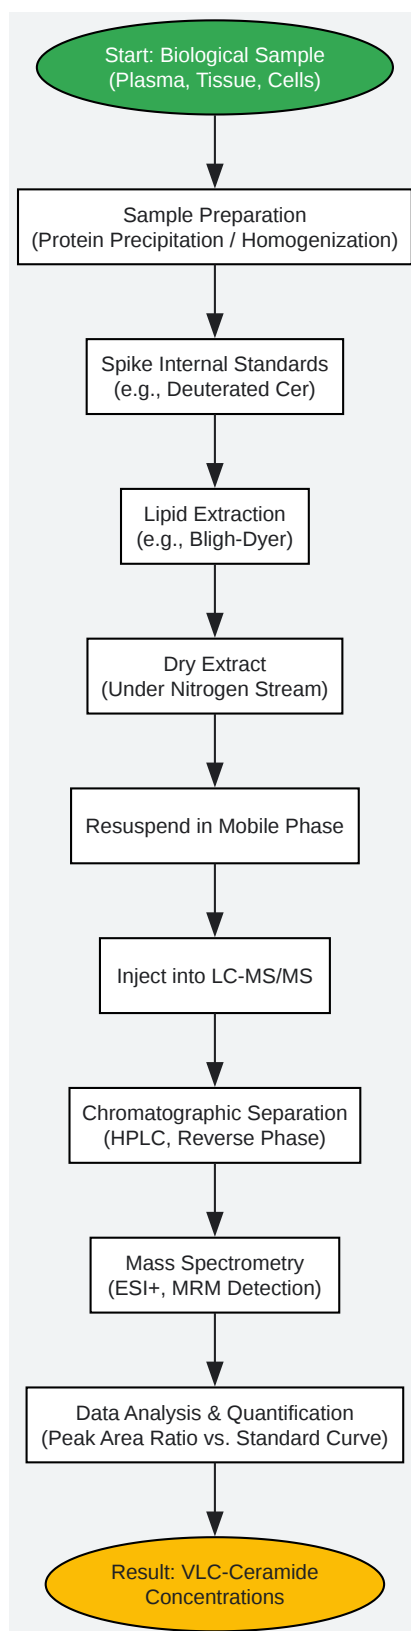 Start: Biological Sample
(Plasma, Tissue, Cells)
Sample Preparation
(Protein Precipitation / Homogenization)
Spike Internal Standards
(e.g., Deuterated Cer)
Lipid Extraction
(e.g., Bligh-Dyer)
Dry Extract
(Under Nitrogen Stream)
Resuspend in Mobile Phase
Inject into LC-MS/MS
Chromatographic Separation
(HPLC, Reverse Phase)
Mass Spectrometry
(ESI+, MRM Detection)
Data Analysis & Quantification
(Peak Area Ratio vs. Standard Curve)
Result: VLC-Ceramide
Concentrations